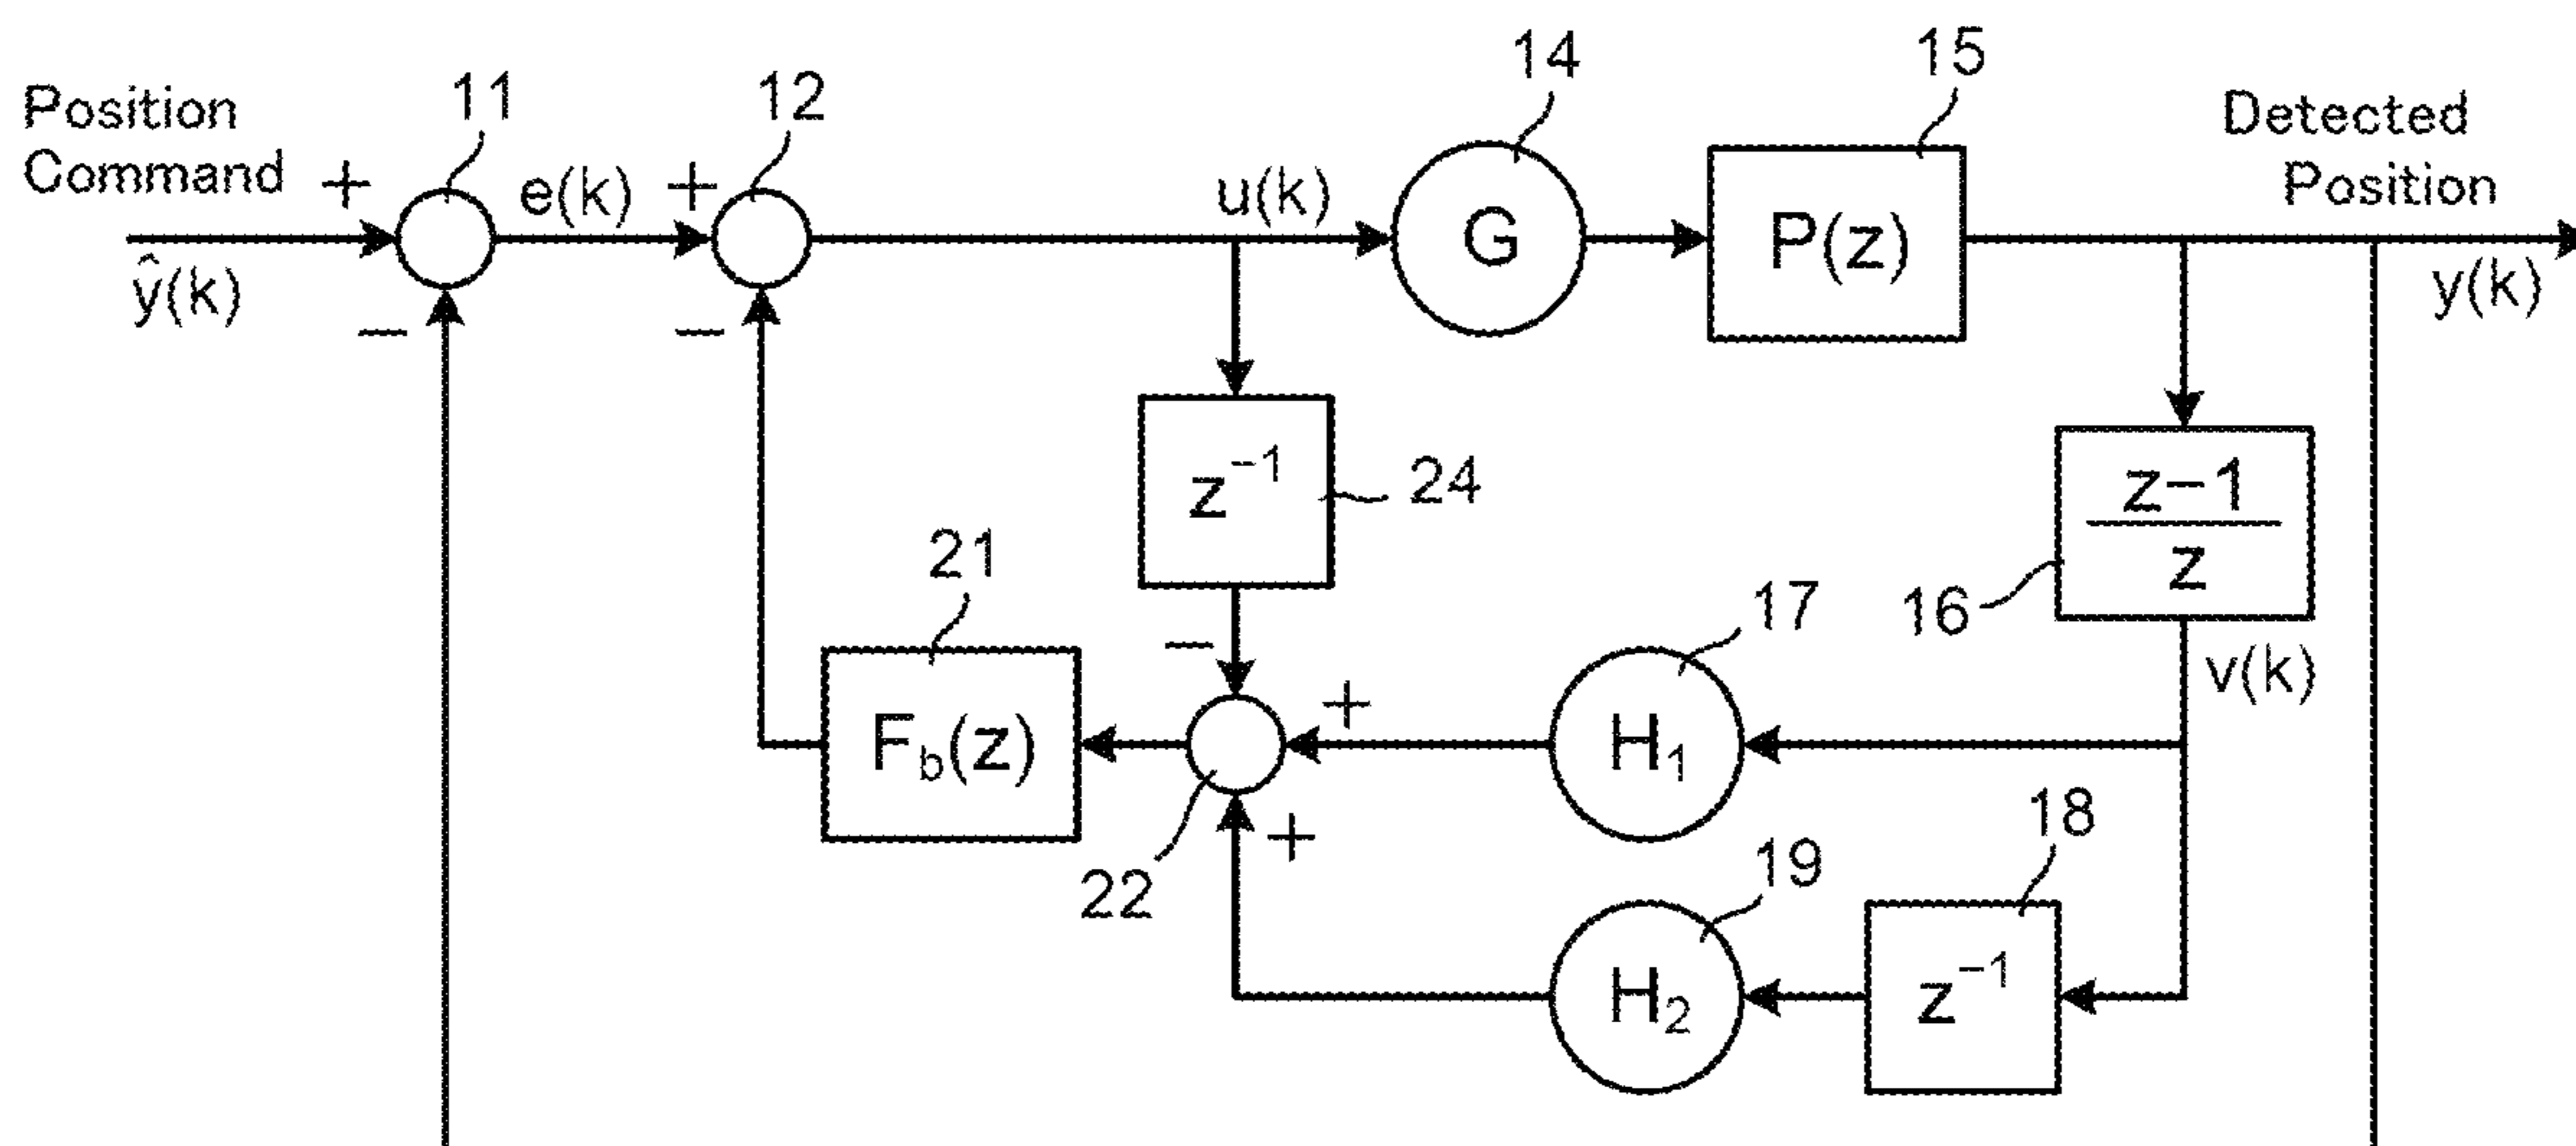 14
15
11
12
Position
Command
Detected
Position
+
e(k)
+
u(k)
G
P(z)
ŷ(k)
−
−
y(k)
z⁻¹
24
z−1
z
16
21
17
−
v(k)
+
F_b(z)
H₁
18
+
19
22
H₂
z⁻¹